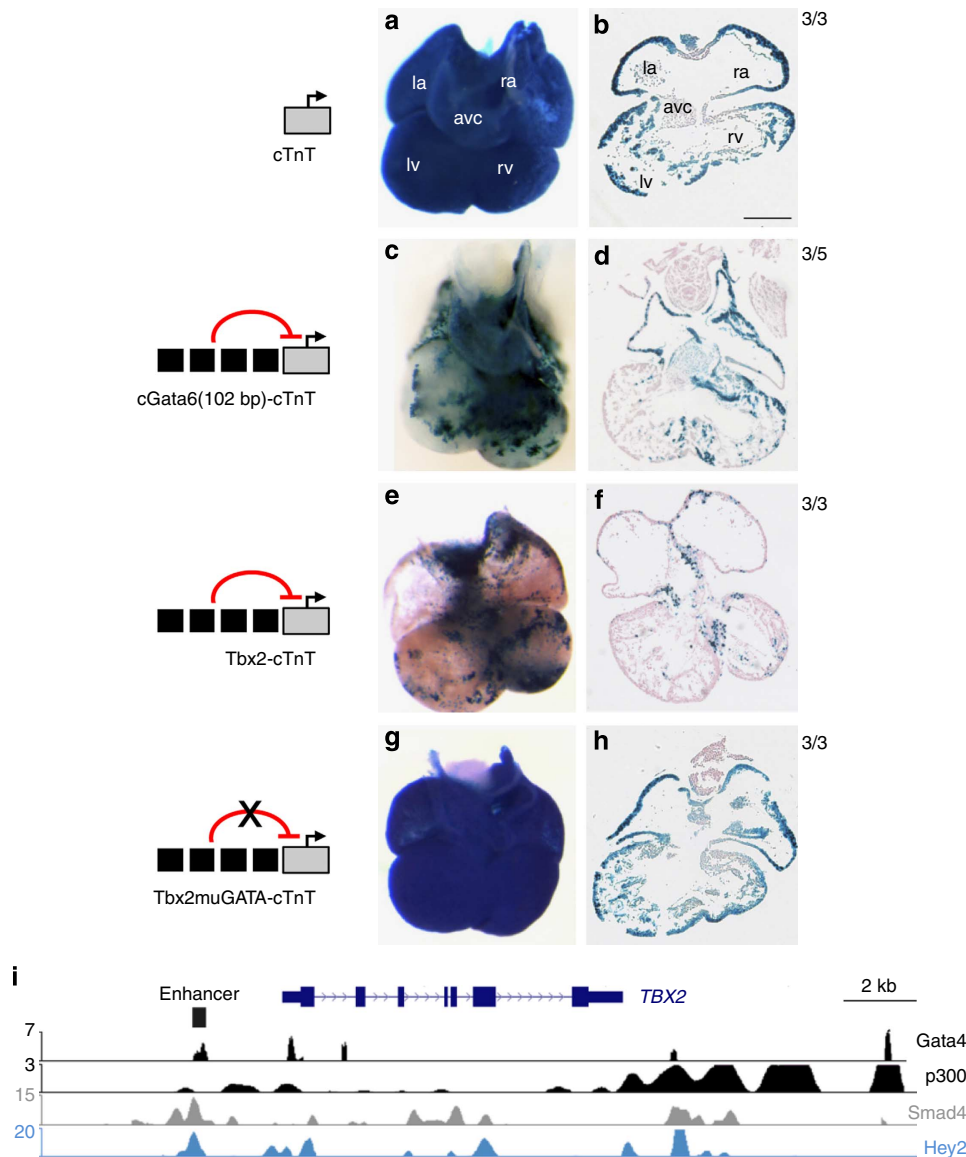 a
b
3/3
la
ra
avc
lv
rv
la
ra
avc
rv
lv
cTnT
c
d
3/5
cGata6(102 bp)-cTnT
e
f
3/3
Tbx2-cTnT
g
h
3/3
X
Tbx2muGATA-cTnT
i
Enhancer
TBX2
2 kb
7
Gata4
3
p300
15
Smad4
20
Hey2